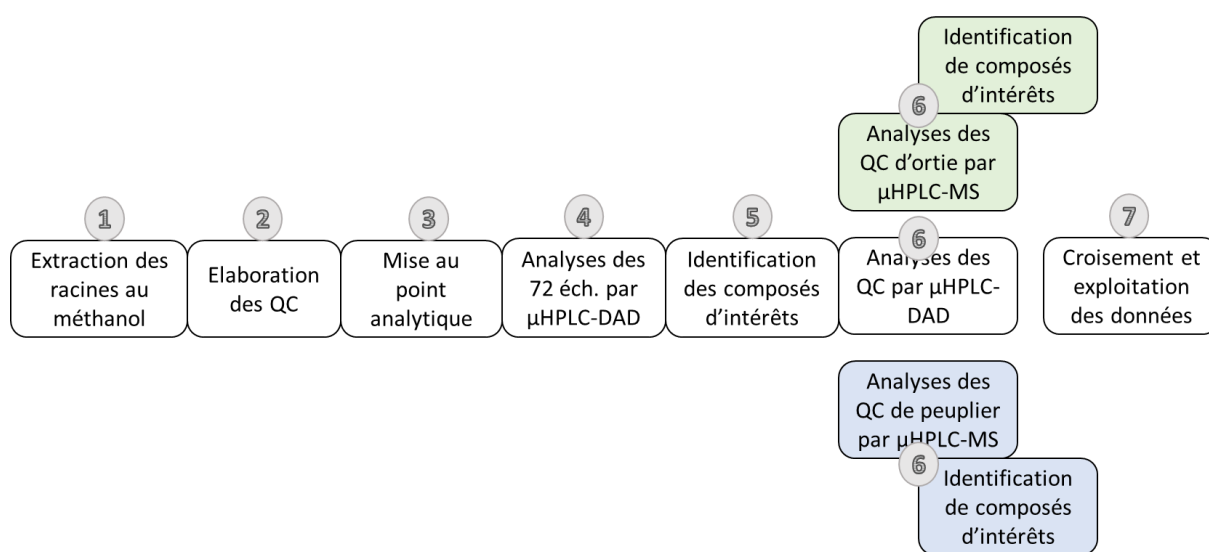 1
Extraction des
racines au
méthanol
2
Elaboration
des QC
3
Mise au
point
analytique
4
Analyses des
72 éch. par
µHPLC-DAD
5
Identification
des composés
d'intérêts
Identification
de composés
d'intérêts
6
Analyses des
QC d'ortie par
µHPLC-MS
6
Analyses des
QC par µHPLC-
DAD
Analyses des
QC de peuplier
par µHPLC-MS
6
Identification
de composés
d'intérêts
7
Croisement et
exploitation
des données